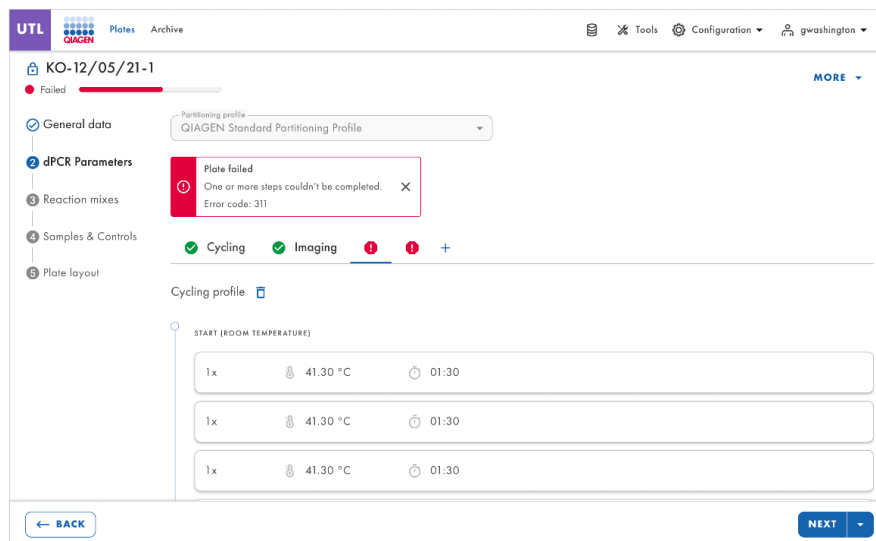 UTL
QIAGEN
Plates Archive
Tools Configuration gwashington
KO-12/05/21-1
Failed
MORE
General data
2 dPCR Parameters
3 Reaction mixes
4 Samples & Controls
5 Plate layout
Partitioning profile
QIAGEN Standard Partitioning Profile
Plate failed
One or more steps couldn't be completed.
Error code: 311
Cycling Imaging
Cycling profile
START (ROOM TEMPERATURE)
1x 41.30 °C 01:30
1x 41.30 °C 01:30
1x 41.30 °C 01:30
BACK
NEXT